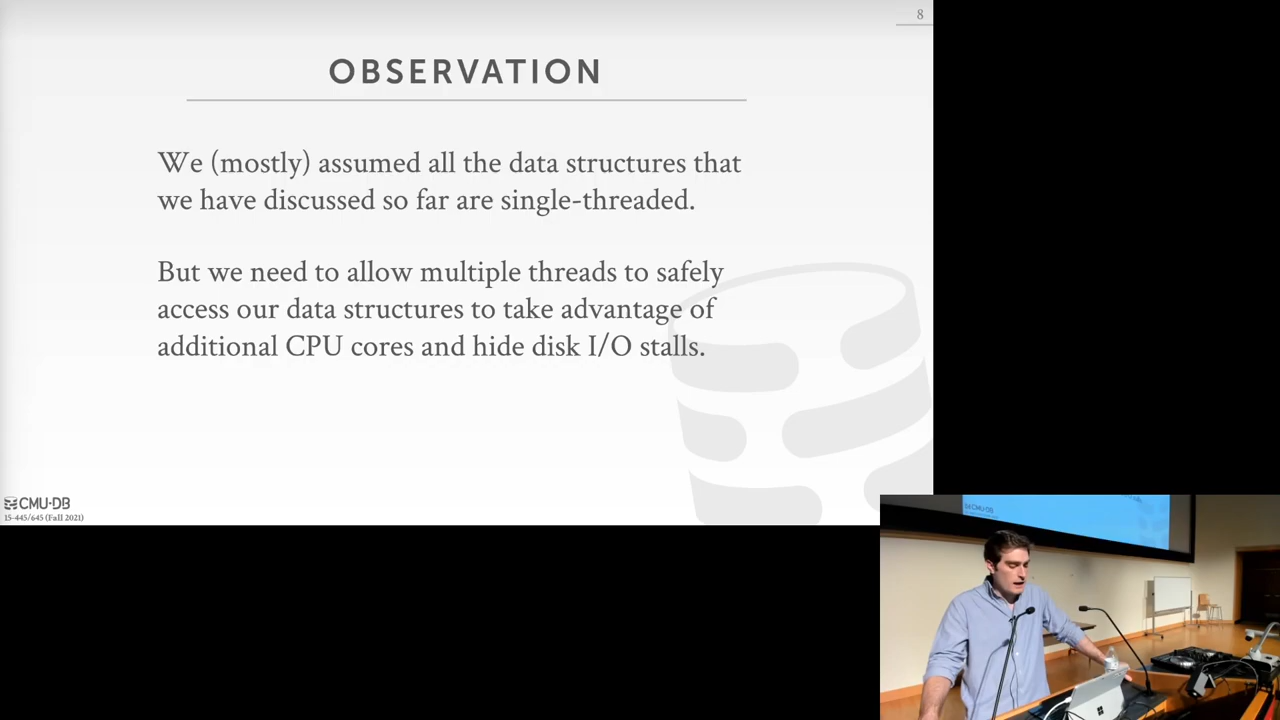 8
OBSERVATION
We (mostly) assumed all the data structures that
we have discussed so far are single-threaded.
But we need to allow multiple threads to safely
access our data structures to take advantage of
additional CPU cores and hide disk I/O stalls.
CMU·DB
15-445/645 (Fall 2021)
CMU·DB